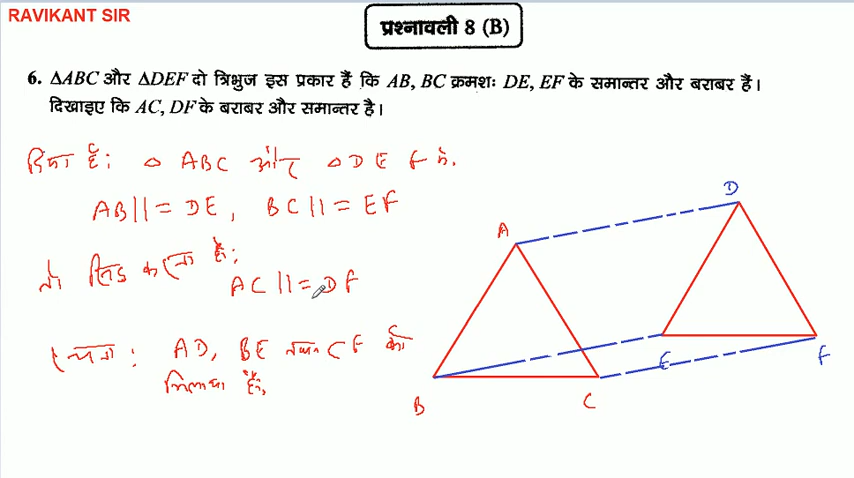 RAVIKANT SIR
प्रश्नावली 8 (B)
6. ΔABC और ΔDEF दो त्रिभुज इस प्रकार हैं कि AB, BC क्रमशः DE, EF के समान्तर और बराबर हैं।
दिखाइए कि AC, DF के बराबर और समान्तर है।
दिया है: △ ABC और △DEF में,
AB||= DE, BC||= EF
तो सिद्ध करना है:
AC ||= DF
रचना: AD, BE तथा CF को
मिलाया है,
A
D
B
C
E
F